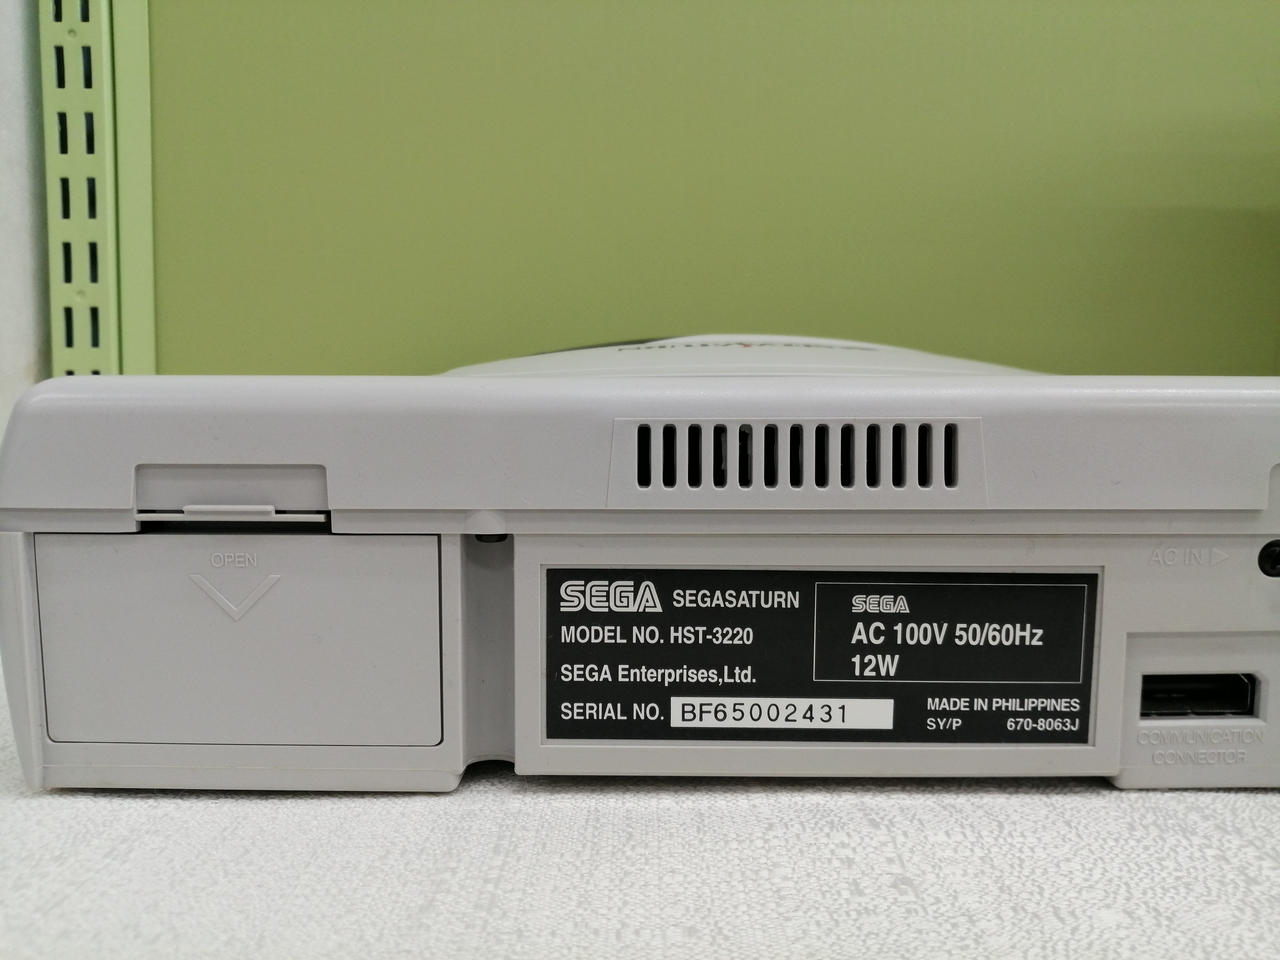 OPEN
SEGA SEGASATURN
MODEL NO. HST-3220
SEGA Enterprises,Ltd.
SERIAL NO. BF65002431
SEGA
AC 100V 50/60Hz
12W
MADE IN PHILIPPINES
SY/P 670-8063J
AC IN
COMMUNICATION
CONNECTOR